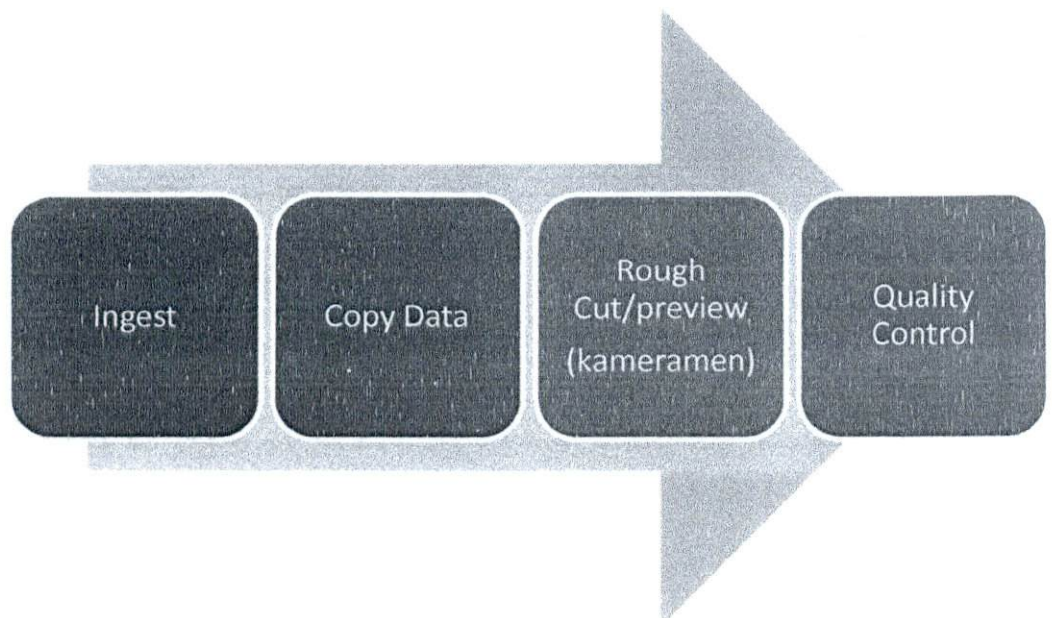 Ingest
Copy Data
Rough
Cut/preview
(kameramen)
Quality
Control